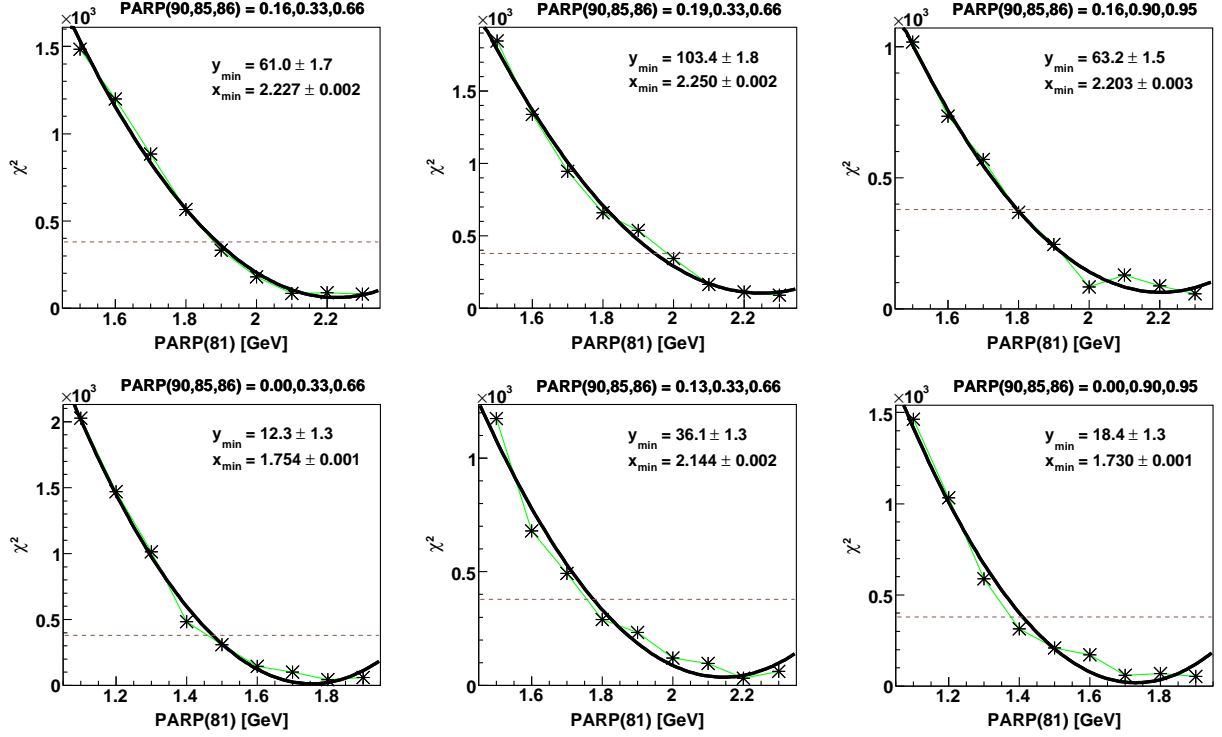 PARP(90,85,86) = 0.16,0.33,0.66
×10³
χ²
1.5
1
0.5
0
y_min = 61.0 ± 1.7
x_min = 2.227 ± 0.002
1.6 1.8 2 2.2
PARP(81) [GeV]
PARP(90,85,86) = 0.19,0.33,0.66
×10³
χ²
1.5
1
0.5
0
y_min = 103.4 ± 1.8
x_min = 2.250 ± 0.002
1.6 1.8 2 2.2
PARP(81) [GeV]
PARP(90,85,86) = 0.16,0.90,0.95
×10³
χ²
1
0.5
0
y_min = 63.2 ± 1.5
x_min = 2.203 ± 0.003
1.6 1.8 2 2.2
PARP(81) [GeV]
PARP(90,85,86) = 0.00,0.33,0.66
×10³
χ²
2
1.5
1
0.5
0
y_min = 12.3 ± 1.3
x_min = 1.754 ± 0.001
1.2 1.4 1.6 1.8
PARP(81) [GeV]
PARP(90,85,86) = 0.13,0.33,0.66
×10³
χ²
1
0.5
0
y_min = 36.1 ± 1.3
x_min = 2.144 ± 0.002
1.6 1.8 2 2.2
PARP(81) [GeV]
PARP(90,85,86) = 0.00,0.90,0.95
×10³
χ²
1.5
1
0.5
0
y_min = 18.4 ± 1.3
x_min = 1.730 ± 0.001
1.2 1.4 1.6 1.8
PARP(81) [GeV]